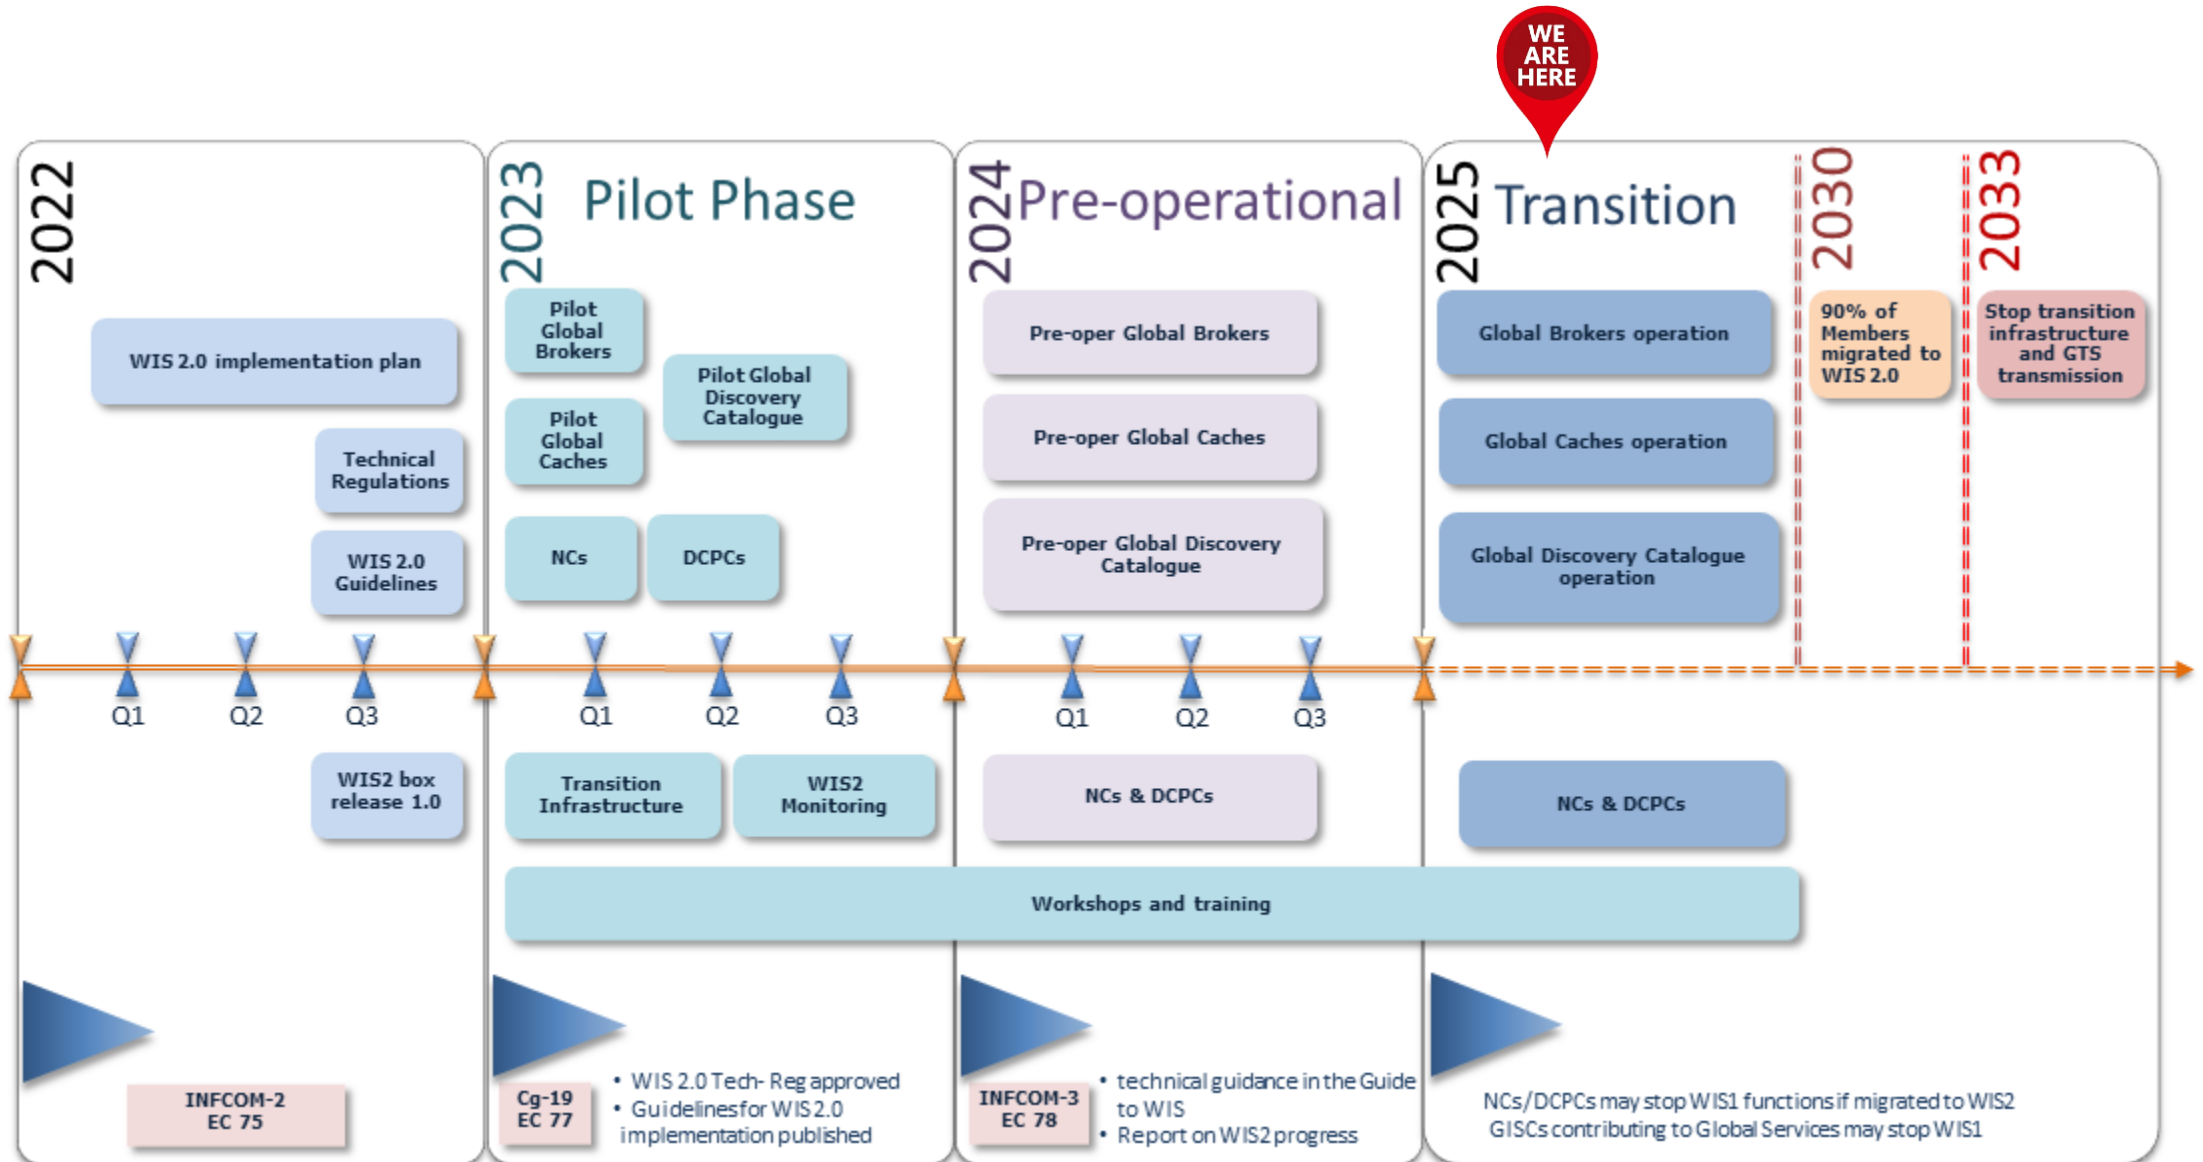 WE
ARE
HERE
2022
2023
Pilot Phase
2024
Pre-operational
2025
Transition
2030
2033
WIS 2.0 implementation plan
Technical
Regulations
WIS 2.0
Guidelines
Pilot
Global
Brokers
Pilot Global
Discovery
Catalogue
Pilot
Global
Caches
NCs
DCPCs
Pre-oper Global Brokers
Pre-oper Global Caches
Pre-oper Global Discovery
Catalogue
Global Brokers operation
Global Caches operation
Global Discovery Catalogue
operation
90% of
Members
migrated to
WIS 2.0
Stop transition
infrastructure
and GTS
transmission
Q1
Q2
Q3
Q1
Q2
Q3
Q1
Q2
Q3
WIS2 box
release 1.0
Transition
Infrastructure
WIS2
Monitoring
NCs & DCPCs
NCs & DCPCs
Workshops and training
INFCOM-2
EC 75
Cg-19
EC 77
• WIS 2.0 Tech- Reg approved
• Guidelines for WIS 2.0
implementation published
INFCOM-3
EC 78
• technical guidance in the Guide
to WIS
• Report on WIS2 progress
NCs/DCPCs may stop WIS1 functions if migrated to WIS2
GISCs contributing to Global Services may stop WIS1